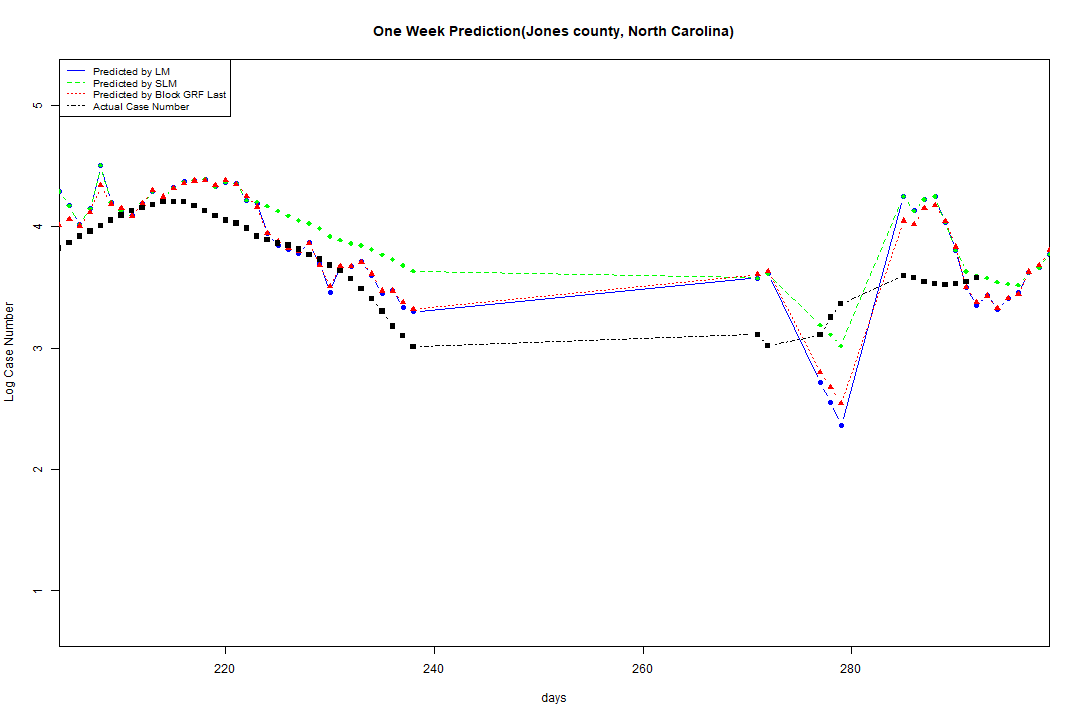 One Week Prediction(Jones county, North Carolina)
Predicted by LM
Predicted by SLM
Predicted by Block GRF Last
Actual Case Number
5
4
3
2
1
Log Case Number
220 240 260 280
days